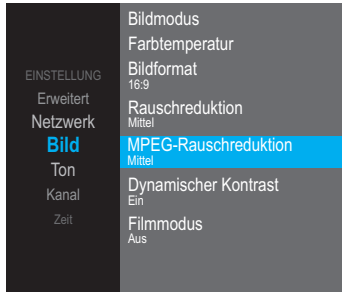 EINSTELLUNG
Erweitert
Netzwerk
Bild
Ton
Kanal
Zeit
Bildmodus
Farbtemperatur
Bildformat
16:9
Rauschreduktion
Mittel
MPEG-Rauschreduktion
Mittel
Dynamischer Kontrast
Ein
Filmmodus
Aus